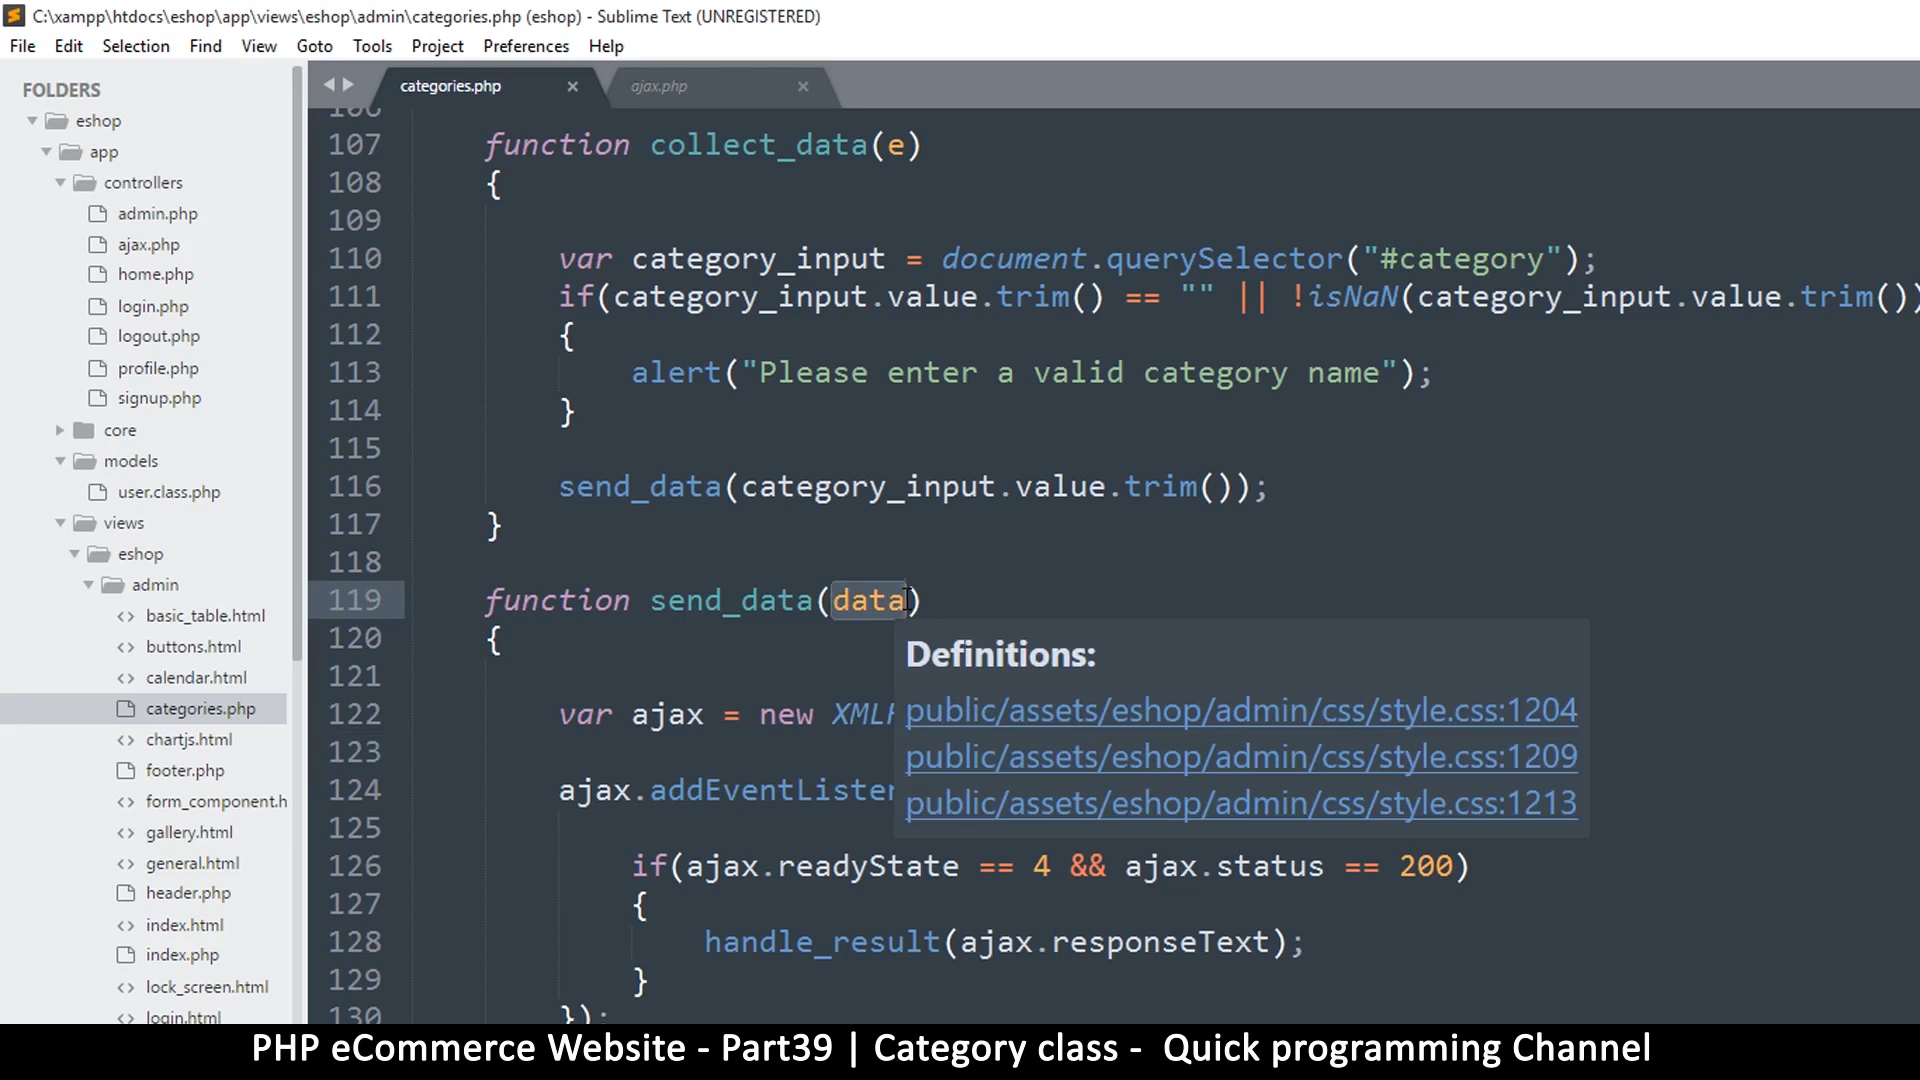 C:\xampp\htdocs\eshop\app\views\eshop\admin\categories.php (eshop) - Sublime Text (UNREGISTERED)
File Edit Selection Find View Goto Tools Project Preferences Help
FOLDERS
eshop
app
controllers
admin.php
ajax.php
home.php
login.php
logout.php
profile.php
signup.php
core
models
user.class.php
views
eshop
admin
basic_table.html
buttons.html
calendar.html
categories.php
chartjs.html
footer.php
form_component.h
gallery.html
general.html
header.php
index.html
index.php
lock_screen.html
login.html
categories.php ajax.php
106
107 function collect_data(e)
108 {
109
110 var category_input = document.querySelector("#category");
111 if(category_input.value.trim() == "" || !isNaN(category_input.value.trim())
112 {
113 alert("Please enter a valid category name");
114 }
115
116 send_data(category_input.value.trim());
117 }
118
119 function send_data(data)
120 {
121
122 var ajax = new XMLH
123
124 ajax.addEventListen
125
126 if(ajax.readyState == 4 && ajax.status == 200)
127 {
128 handle_result(ajax.responseText);
129 }
130 });
Definitions:
public/assets/eshop/admin/css/style.css:1204
public/assets/eshop/admin/css/style.css:1209
public/assets/eshop/admin/css/style.css:1213
PHP eCommerce Website - Part39 | Category class - Quick programming Channel